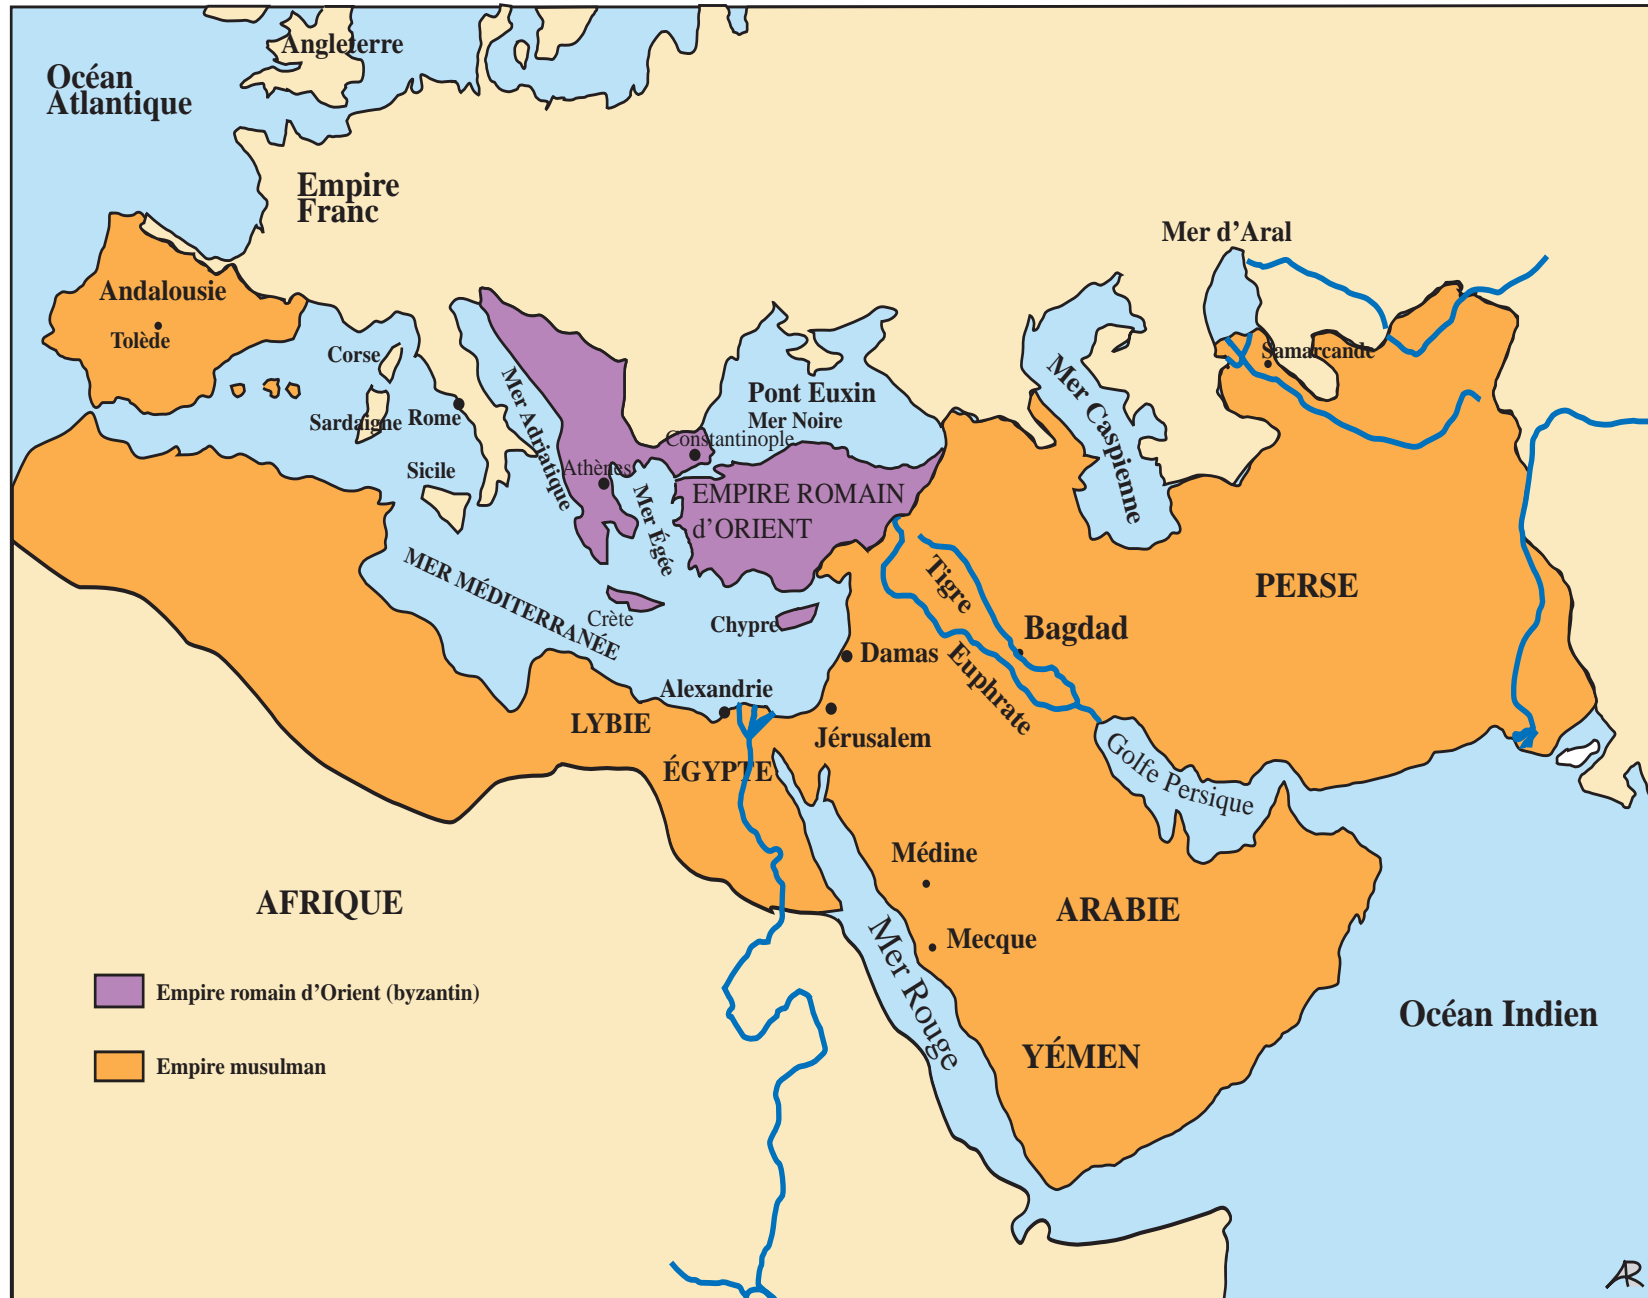 Angleterre
Océan
Atlantique
Empire
Franc
Mer d’Aral
Andalousie
Tolède
Corse
Samarcande
Mer Adriatique
Pont Euxin
Mer Noire
Mer Caspienne
Sardaigne
Rome
Constantinople
Sicile
Athènes
Mer Égée
EMPIRE ROMAIN
d’ORIENT
MER MÉDITERRANÉE
Tigre
PERSE
Crète
Chypre
Bagdad
Damas
Euphrate
Alexandrie
LYBIE
Jérusalem
ÉGYPTE
Golfe Persique
Médine
AFRIQUE
ARABIE
Mecque
Mer Rouge
Empire romain d’Orient (byzantin)
Océan Indien
YÉMEN
Empire musulman
AR